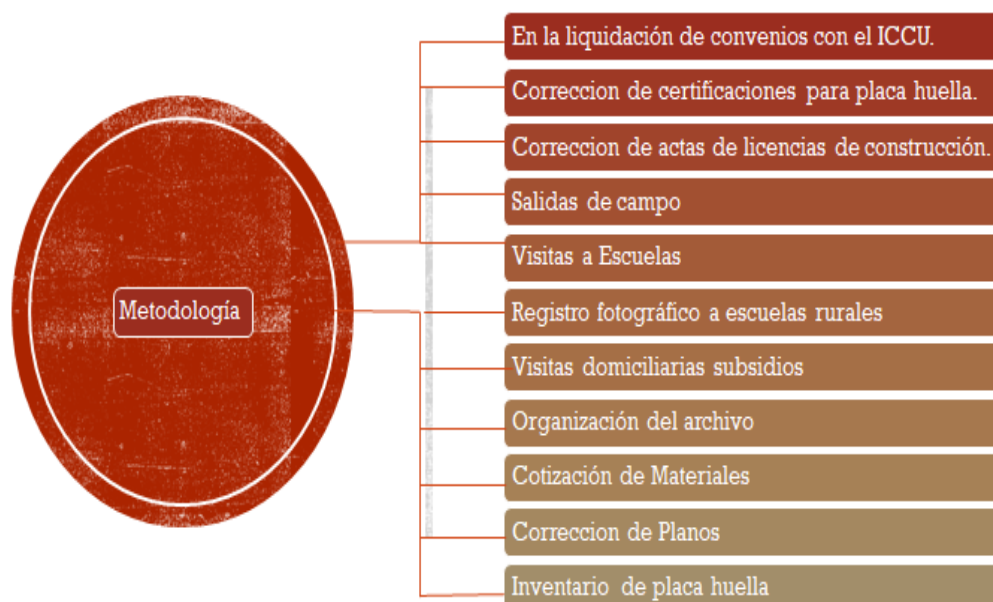 Metodología
En la liquidación de convenios con el ICCU.
Correccion de certificaciones para placa huella.
Correccion de actas de licencias de construcción.
Salidas de campo
Visitas a Escuelas
Registro fotográfico a escuelas rurales
Visitas domiciliarias subsidios
Organización del archivo
Cotización de Materiales
Correccion de Planos
Inventario de placa huella